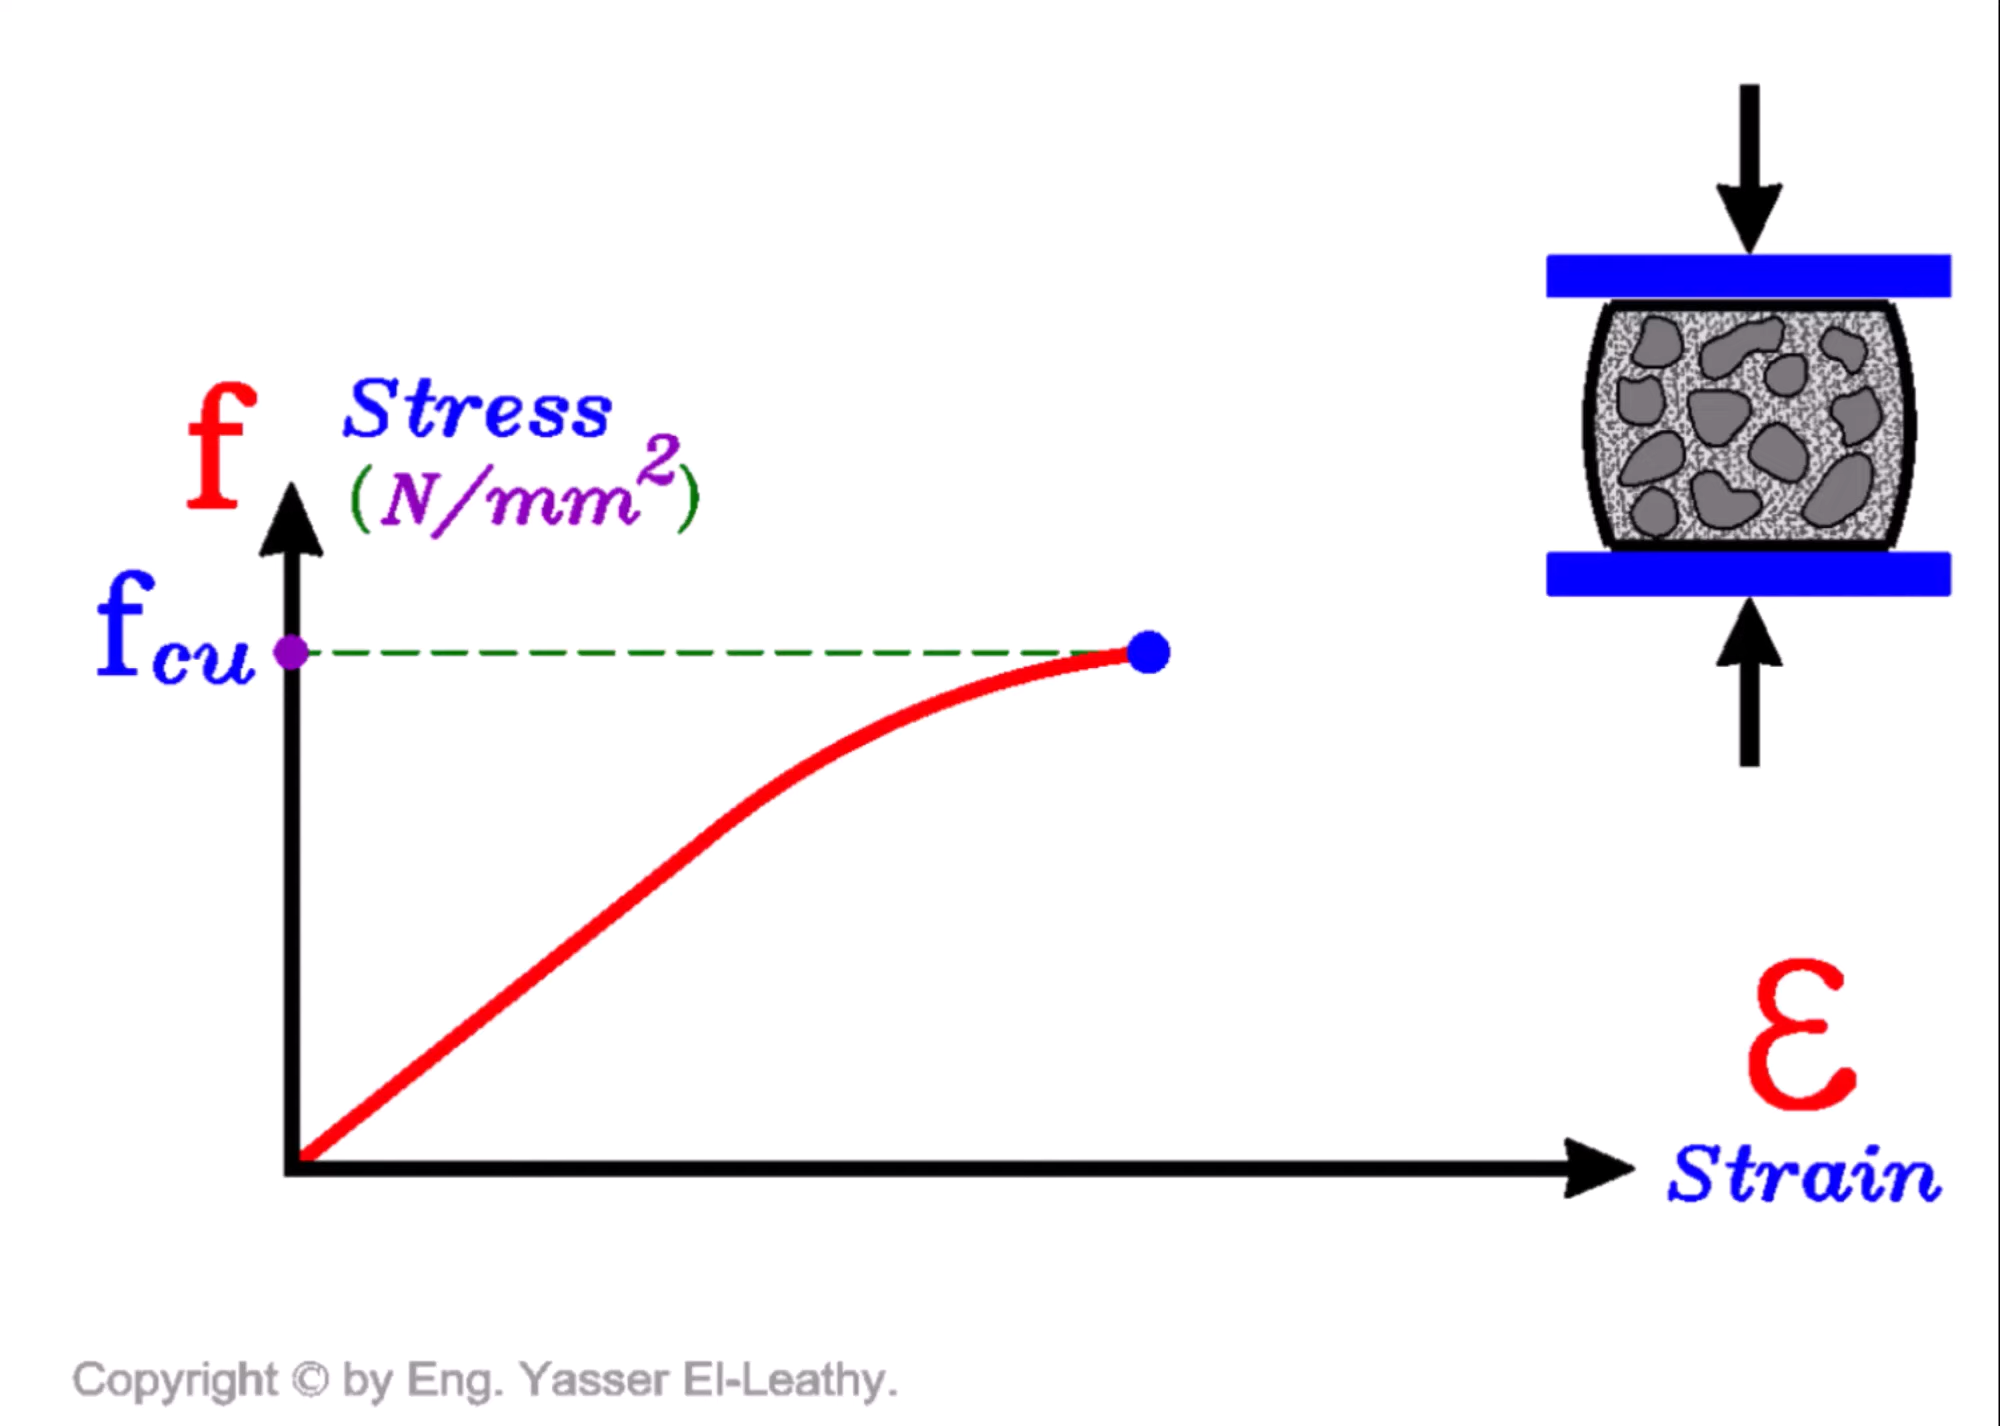 f Stress
(N/mm²)
fcu
ε
Strain
Copyright © by Eng. Yasser El-Leathy.